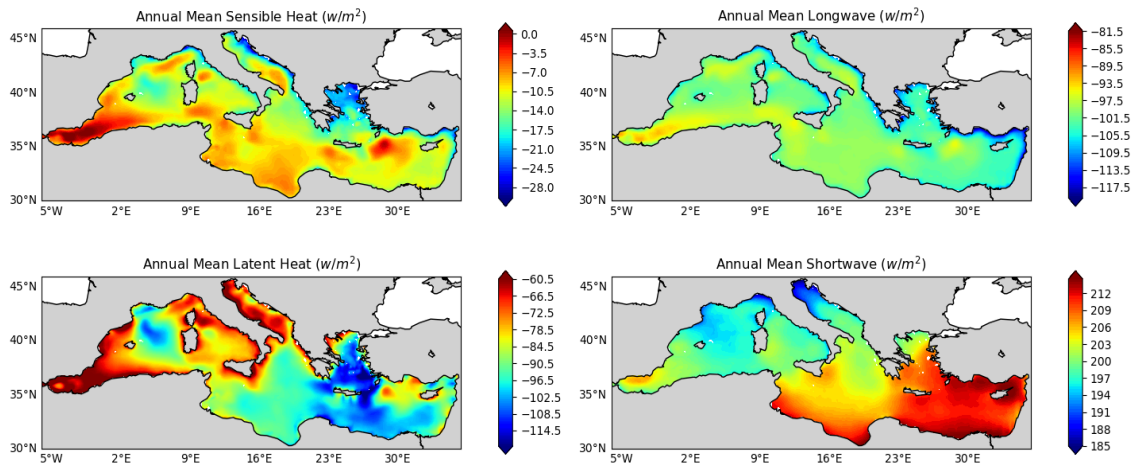 Annual Mean Sensible Heat (w/m²)
45°N
40°N
35°N
30°N
5°W 2°E 9°E 16°E 23°E 30°E
0.0
−3.5
−7.0
−10.5
−14.0
−17.5
−21.0
−24.5
−28.0
Annual Mean Longwave (w/m²)
45°N
40°N
35°N
30°N
5°W 2°E 9°E 16°E 23°E 30°E
−81.5
−85.5
−89.5
−93.5
−97.5
−101.5
−105.5
−109.5
−113.5
−117.5
Annual Mean Latent Heat (w/m²)
45°N
40°N
35°N
30°N
5°W 2°E 9°E 16°E 23°E 30°E
−60.5
−66.5
−72.5
−78.5
−84.5
−90.5
−96.5
−102.5
−108.5
−114.5
Annual Mean Shortwave (w/m²)
45°N
40°N
35°N
30°N
5°W 2°E 9°E 16°E 23°E 30°E
212
209
206
203
200
197
194
191
188
185